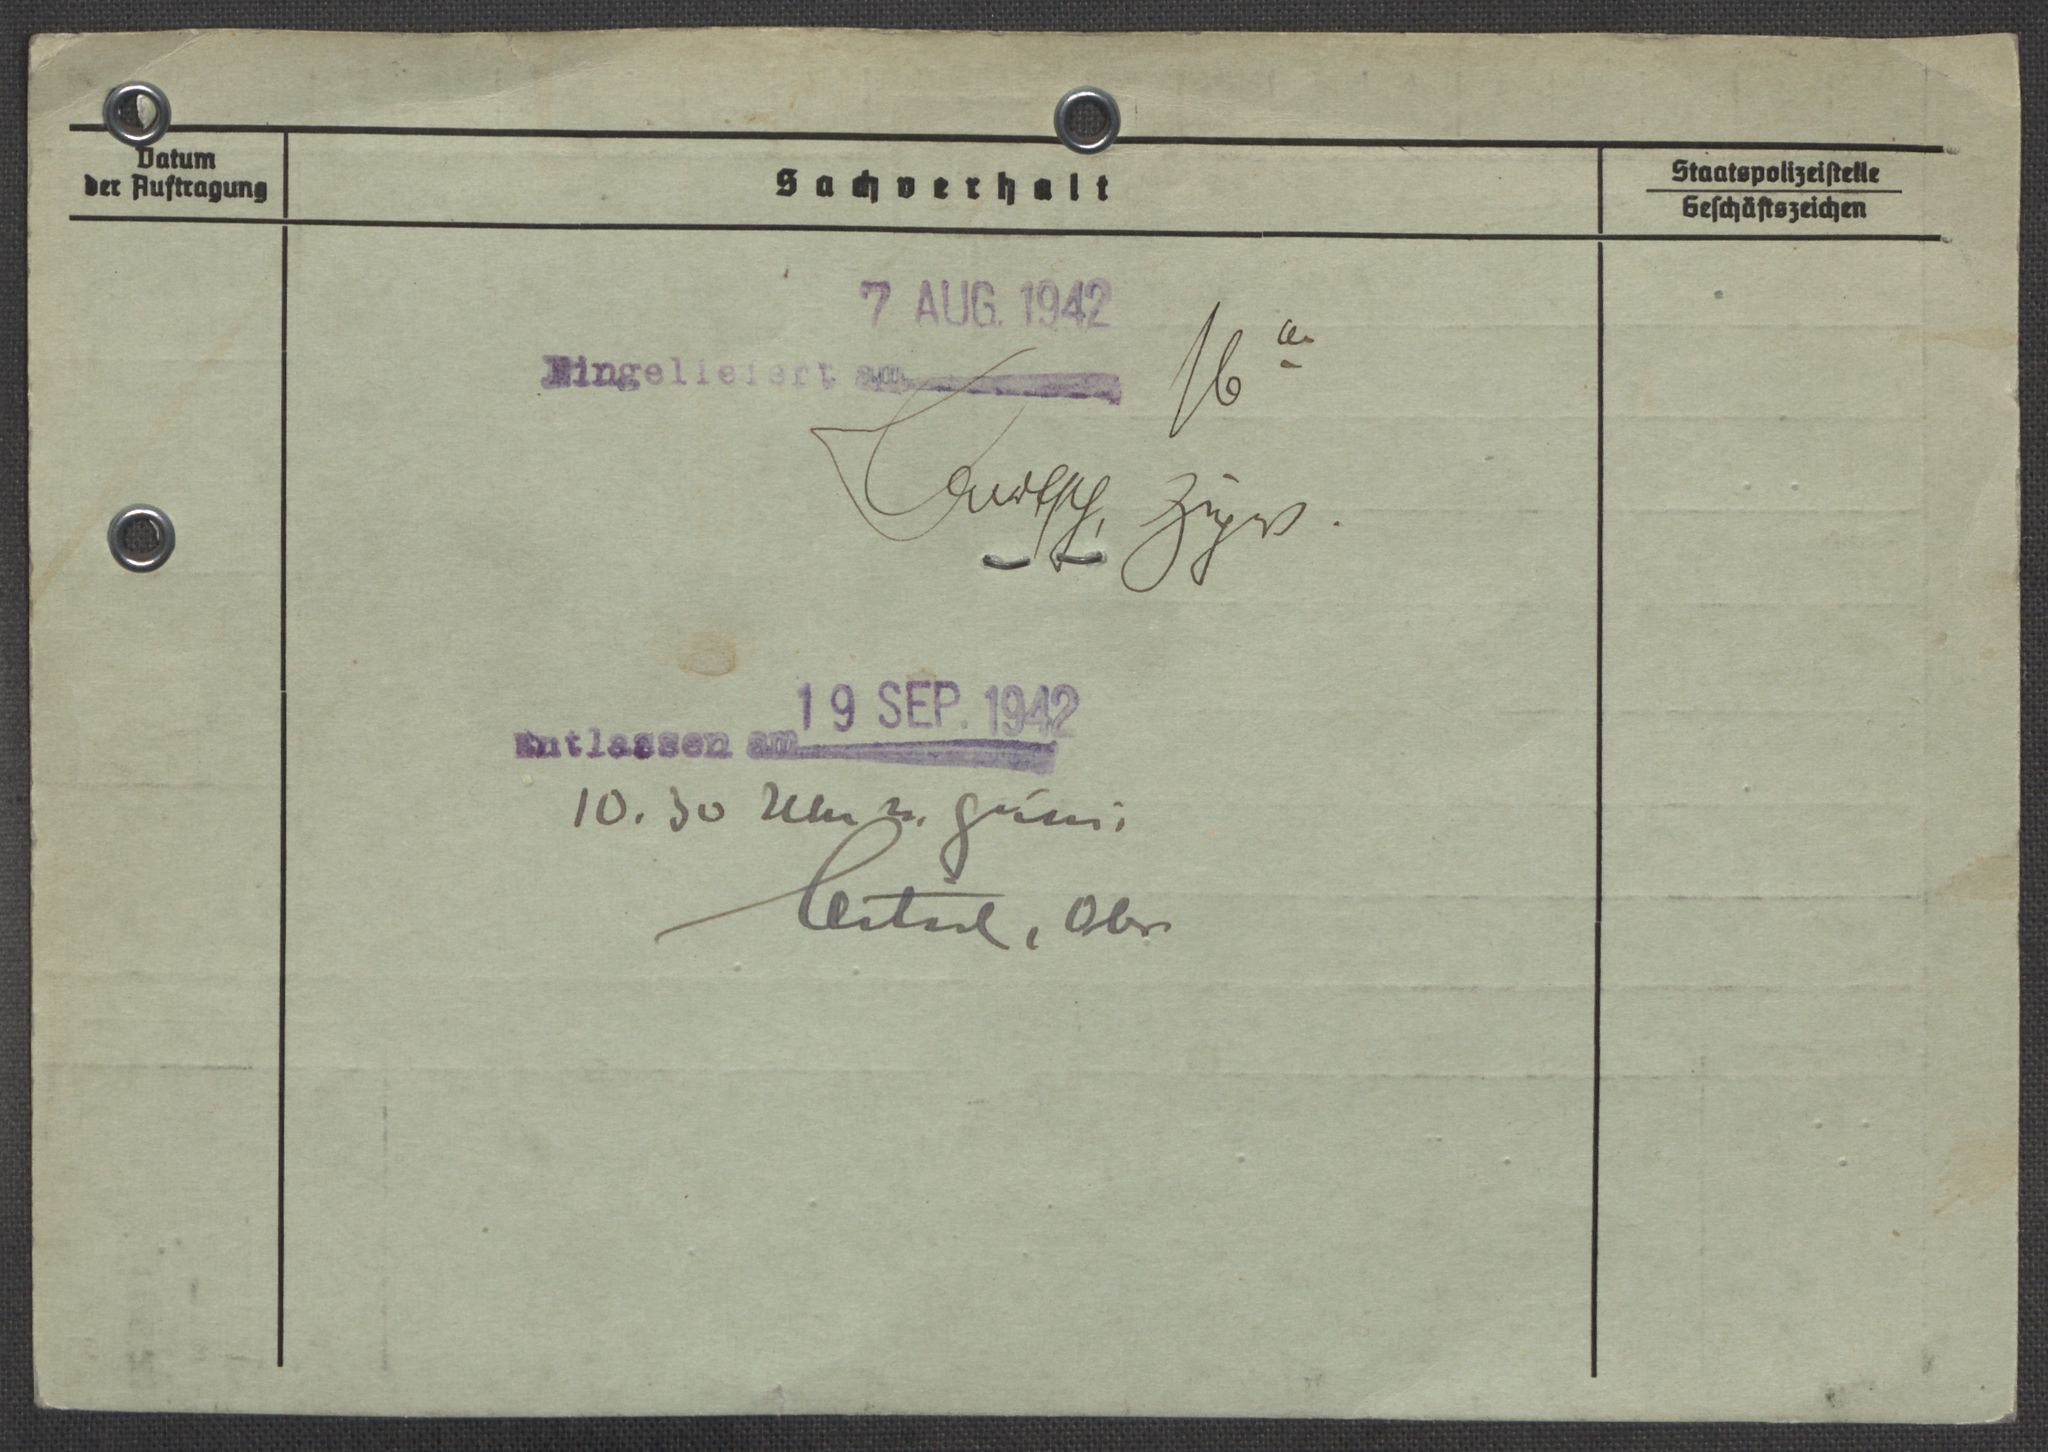 Datum
der Auftragung
Sachverhalt
Staatspolizeistelle
Geschäftszeichen
7 AUG. 1942
Eingeliefert am
16
19 SEP. 1942
Entlassen am
10.30 Uhr